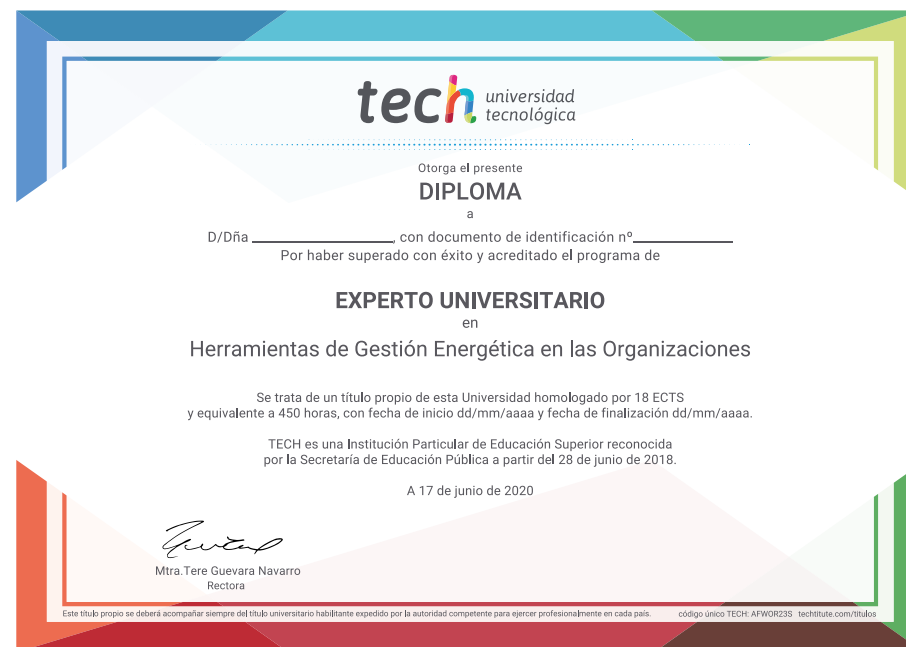 tech universidad
tecnológica
Otorga el presente
DIPLOMA
a
D/Dña ____________________, con documento de identificación nº______________
Por haber superado con éxito y acreditado el programa de
EXPERTO UNIVERSITARIO
en
Herramientas de Gestión Energética en las Organizaciones
Se trata de un título propio de esta Universidad homologado por 18 ECTS
y equivalente a 450 horas, con fecha de inicio dd/mm/aaaa y fecha de finalización dd/mm/aaaa.
TECH es una Institución Particular de Educación Superior reconocida
por la Secretaría de Educación Pública a partir del 28 de junio de 2018.
A 17 de junio de 2020
Mtra.Tere Guevara Navarro
Rectora
Este título propio se deberá acompañar siempre del título universitario habilitante expedido por la autoridad competente para ejercer profesionalmente en cada país. código único TECH: AFWOR23S techtitute.com/titulos